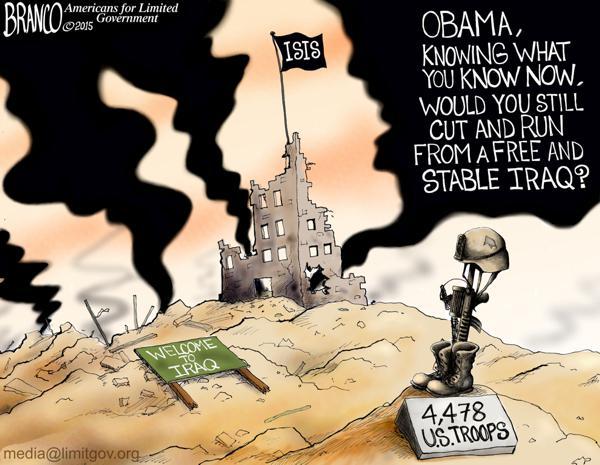 BRANCO
Americans for Limited
Government
©2015
ISIS
OBAMA,
KNOWING WHAT
YOU KNOW NOW,
WOULD YOU STILL
CUT AND RUN
FROM A FREE AND
STABLE IRAQ?
WELCOME
TO
IRAQ
4,478
U.S. TROOPS
media@limitgov.org